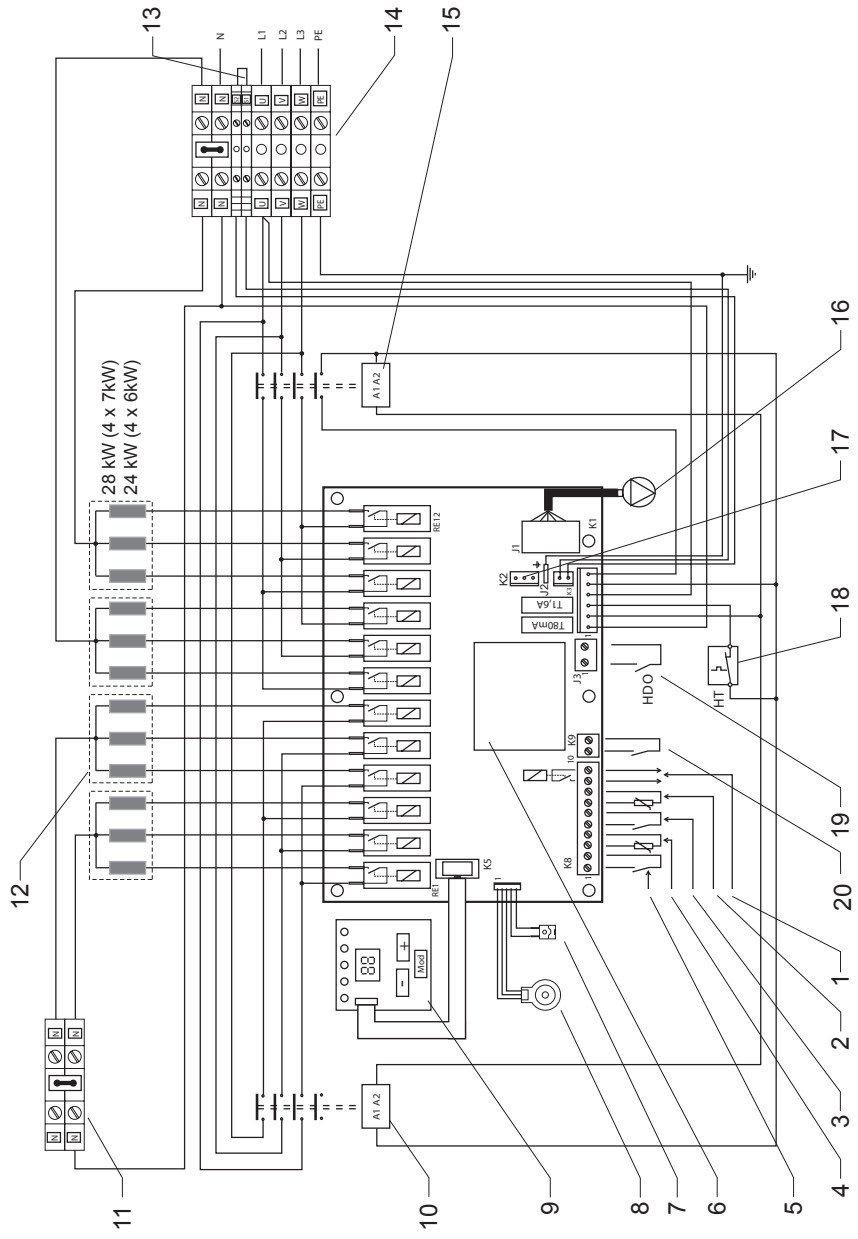 13
14
15
N
L1
L2
L3
PE
N
N
U
V
W
PE
N
N
U
V
W
PE
28 kW (4 x 7kW)
24 kW (4 x 6kW)
12
11
N
N
N
N
A1 A2
A1 A2
RE12
RE1
J1
K1
K2
J2
K3
T1,6A
T80mA
1
J3
1
K9
10
K8
1
K5
1
88
+
-
Mod
HDO
HT
16
17
18
19
20
1
2
3
4
5
6
7
8
9
10